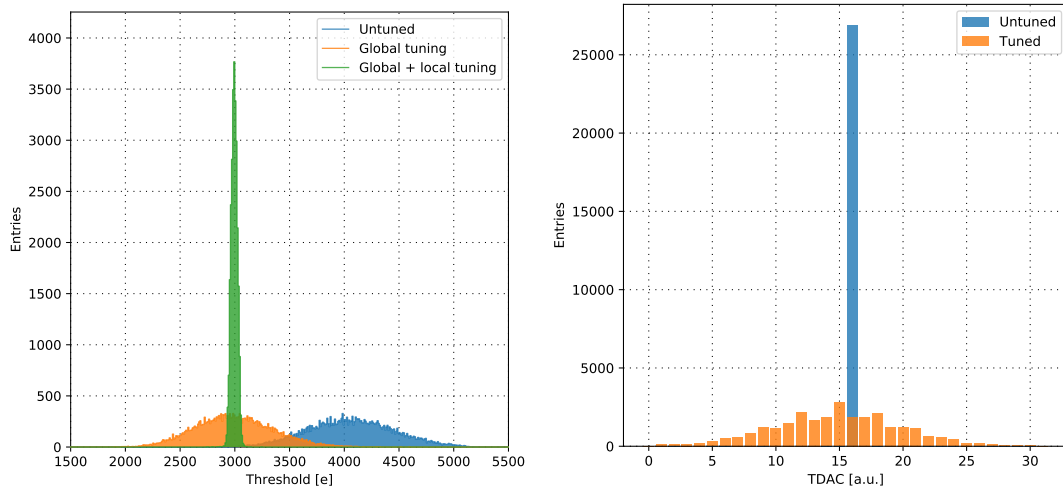 4000
3500
3000
2500
2000
1500
1000
500
0
Entries
1500 2000 2500 3000 3500 4000 4500 5000 5500
Threshold [e]
Untuned
Global tuning
Global + local tuning
25000
20000
15000
10000
5000
0
Entries
0 5 10 15 20 25 30
TDAC [a.u.]
Untuned
Tuned